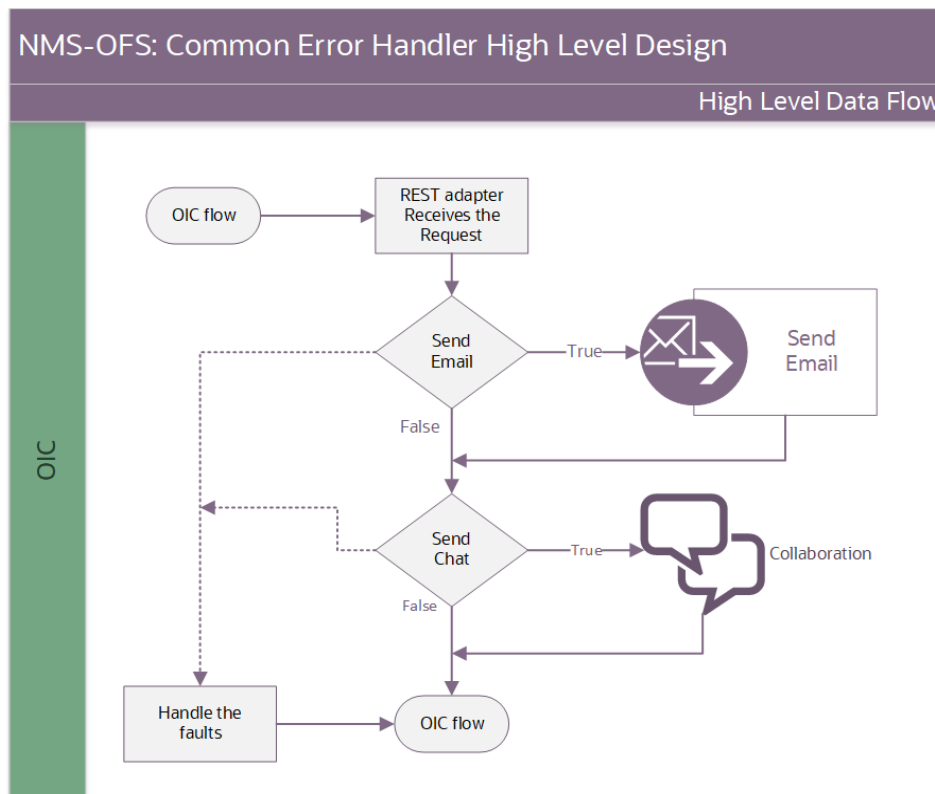 NMS-OFS: Common Error Handler High Level Design
High Level Data Flow
OIC
OIC flow
REST adapter
Receives the
Request
Send
Email
True
Send
Email
False
Send
Chat
True
Collaboration
False
Handle the
faults
OIC flow